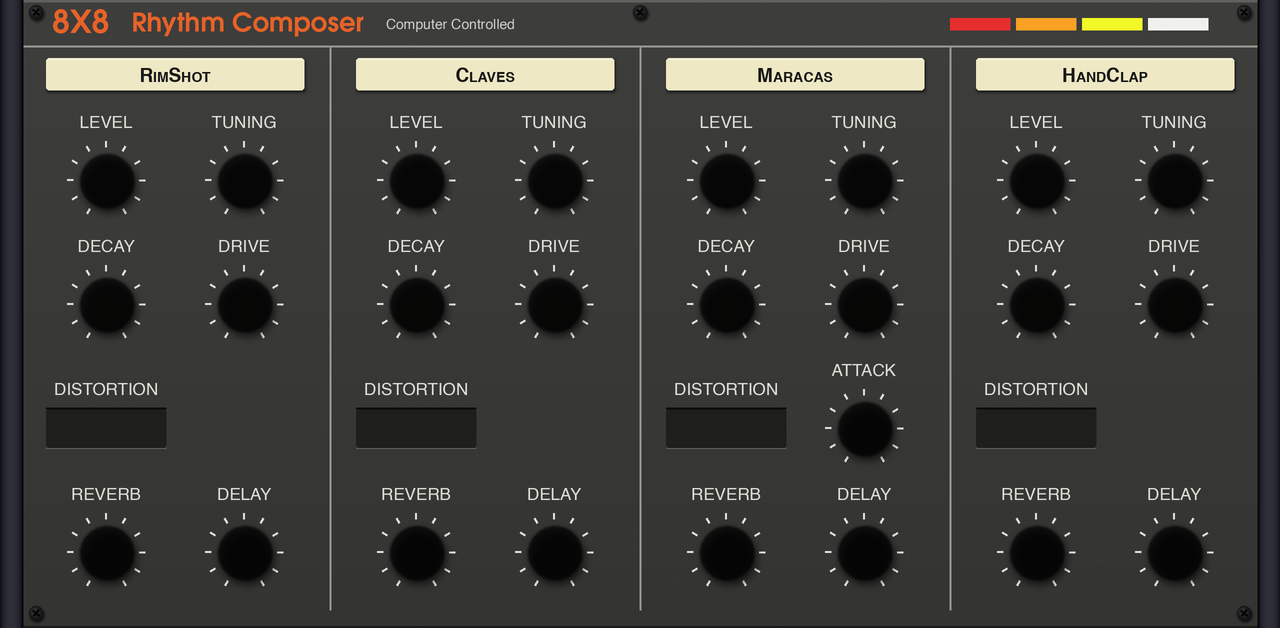 8X8 Rhythm Composer Computer Controlled
RimShot Claves Maracas HandClap
LEVEL TUNING LEVEL TUNING LEVEL TUNING LEVEL TUNING
DECAY DRIVE DECAY DRIVE DECAY DRIVE DECAY DRIVE
ATTACK
DISTORTION DISTORTION DISTORTION DISTORTION
REVERB DELAY REVERB DELAY REVERB DELAY REVERB DELAY